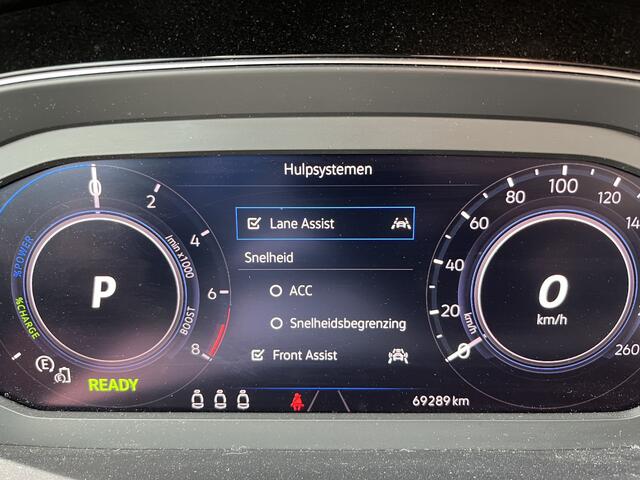 Hulpsystemen
Lane Assist
Snelheid
ACC
Snelheidsbegrenzing
Front Assist
0 2 4 6 8
/min x1000
BOOST
%POWER
%CHARGE
P
E
READY
0 20 40 60 80 100 120 14
260
km/h
0
km/h
69289 km